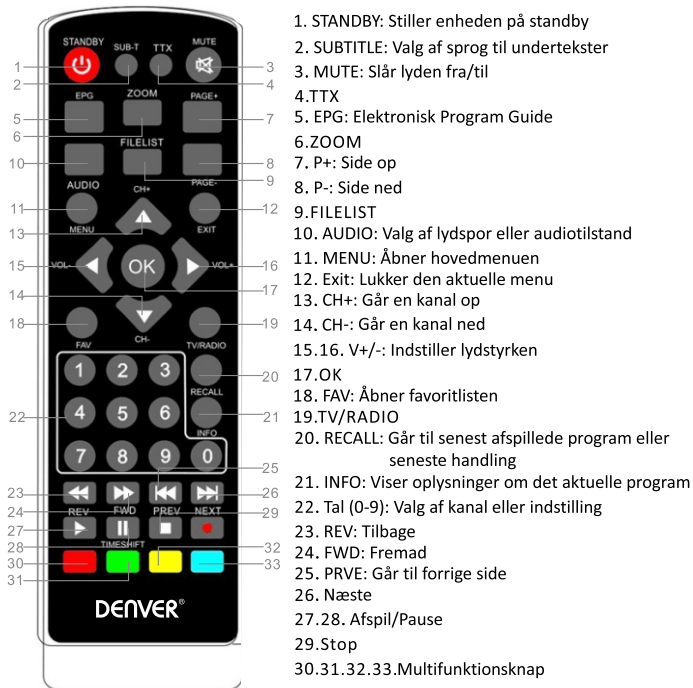 STANDBY
SUB-T
TTX
MUTE
1
2
3
4
EPG
ZOOM
PAGE+
5
6
7
FILELIST
10
8
9
AUDIO
CH+
PAGE-
11
12
MENU
EXIT
13
VOL-
OK
VOL+
15
16
14
17
18
19
FAV
CH-
TV/RADIO
1 2 3
20
RECALL
4 5 6
22
21
INFO
7 8 9 0
25
23
26
24
REV FWD PREV NEXT
29
27
28
TIMESHIFT
32
30
33
31
DENVER®
1. STANDBY: Stiller enheden på standby
2. SUBTITLE: Valg af sprog til undertekster
3. MUTE: Slår lyden fra/til
4.TTX
5. EPG: Elektronisk Program Guide
6.ZOOM
7. P+: Side op
8. P-: Side ned
9.FILELIST
10. AUDIO: Valg af lydspor eller audiotilstand
11. MENU: Åbner hovedmenuen
12. Exit: Lukker den aktuelle menu
13. CH+: Går en kanal op
14. CH-: Går en kanal ned
15.16. V+/-: Indstiller lydstyrken
17.OK
18. FAV: Åbner favoritlisten
19.TV/RADIO
20. RECALL: Går til senest afspillede program eller
seneste handling
21. INFO: Viser oplysninger om det aktuelle program
22. Tal (0-9): Valg af kanal eller indstilling
23. REV: Tilbage
24. FWD: Fremad
25. PRVE: Går til forrige side
26. Næste
27.28. Afspil/Pause
29.Stop
30.31.32.33.Multifunktionsknap